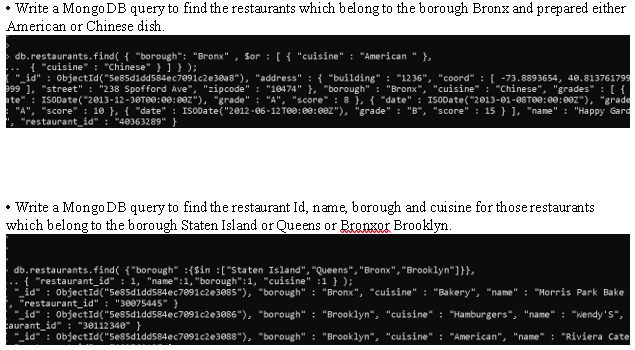 • Write a MongoDB query to find the restaurants which belong to the borough Bronx and prepared either
American or Chinese dish.
>
> db.restaurants.find( { "borough": "Bronx" , $or : [ { "cuisine" : "American " },
... { "cuisine" : "Chinese" } ] } );
{ "_id" : ObjectId("5e85d1dd584ec7091c2e30a8"), "address" : { "building" : "1236", "coord" : [ -73.8893654, 40.813761799
999 ], "street" : "238 Spofford Ave", "zipcode" : "10474" }, "borough" : "Bronx", "cuisine" : "Chinese", "grades" : [ {
ate" : ISODate("2013-12-30T00:00:00Z"), "grade" : "A", "score" : 8 }, { "date" : ISODate("2013-01-08T00:00:00Z"), "grade
: "A", "score" : 10 }, { "date" : ISODate("2012-06-12T00:00:00Z"), "grade" : "B", "score" : 15 } ], "name" : "Happy Gard
", "restaurant_id" : "40363289" }
• Write a MongoDB query to find the restaurant Id, name, borough and cuisine for those restaurants
which belong to the borough Staten Island or Queens or Bronxor Brooklyn.
db.restaurants.find( {"borough" :{$in :["Staten Island","Queens","Bronx","Brooklyn"]}},
.. { "restaurant_id" : 1, "name":1,"borough":1, "cuisine" :1 } );
"_id" : ObjectId("5e85d1dd584ec7091c2e3085"), "borough" : "Bronx", "cuisine" : "Bakery", "name" : "Morris Park Bake
, "restaurant_id" : "30075445" }
"_id" : ObjectId("5e85d1dd584ec7091c2e3086"), "borough" : "Brooklyn", "cuisine" : "Hamburgers", "name" : "Wendy'S",
taurant_id" : "30112340" }
"_id" : ObjectId("5e85d1dd584ec7091c2e3088"), "borough" : "Brooklyn", "cuisine" : "American", "name" : "Riviera Cate